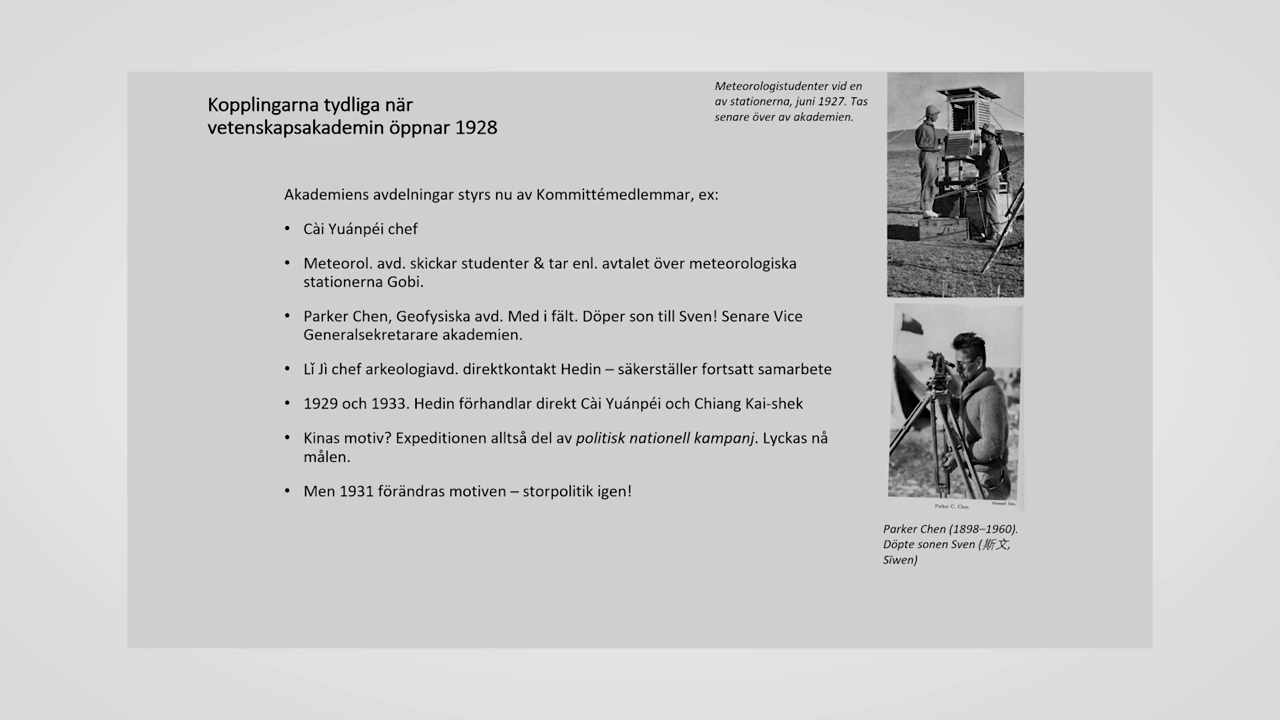 Kopplingarna tydliga när
vetenskapsakademin öppnar 1928
Meteorologistudenter vid en
av stationerna, juni 1927. Tas
senare över av akademien.
Akademiens avdelningar styrs nu av Kommittémedlemmar, ex:
• Cài Yuánpéi chef
• Meteorol. avd. skickar studenter & tar enl. avtalet över meteorologiska
stationerna Gobi.
• Parker Chen, Geofysiska avd. Med i fält. Döper son till Sven! Senare Vice
Generalsekretarare akademien.
• Lǐ Jì chef arkeologiavd. direktkontakt Hedin – säkerställer fortsatt samarbete
• 1929 och 1933. Hedin förhandlar direkt Cài Yuánpéi och Chiang Kai-shek
• Kinas motiv? Expeditionen alltså del av politisk nationell kampanj. Lyckas nå
målen.
• Men 1931 förändras motiven – storpolitik igen!
Parker C. Chen.
Parker Chen (1898–1960).
Döpte sonen Sven (斯文,
Sīwen)